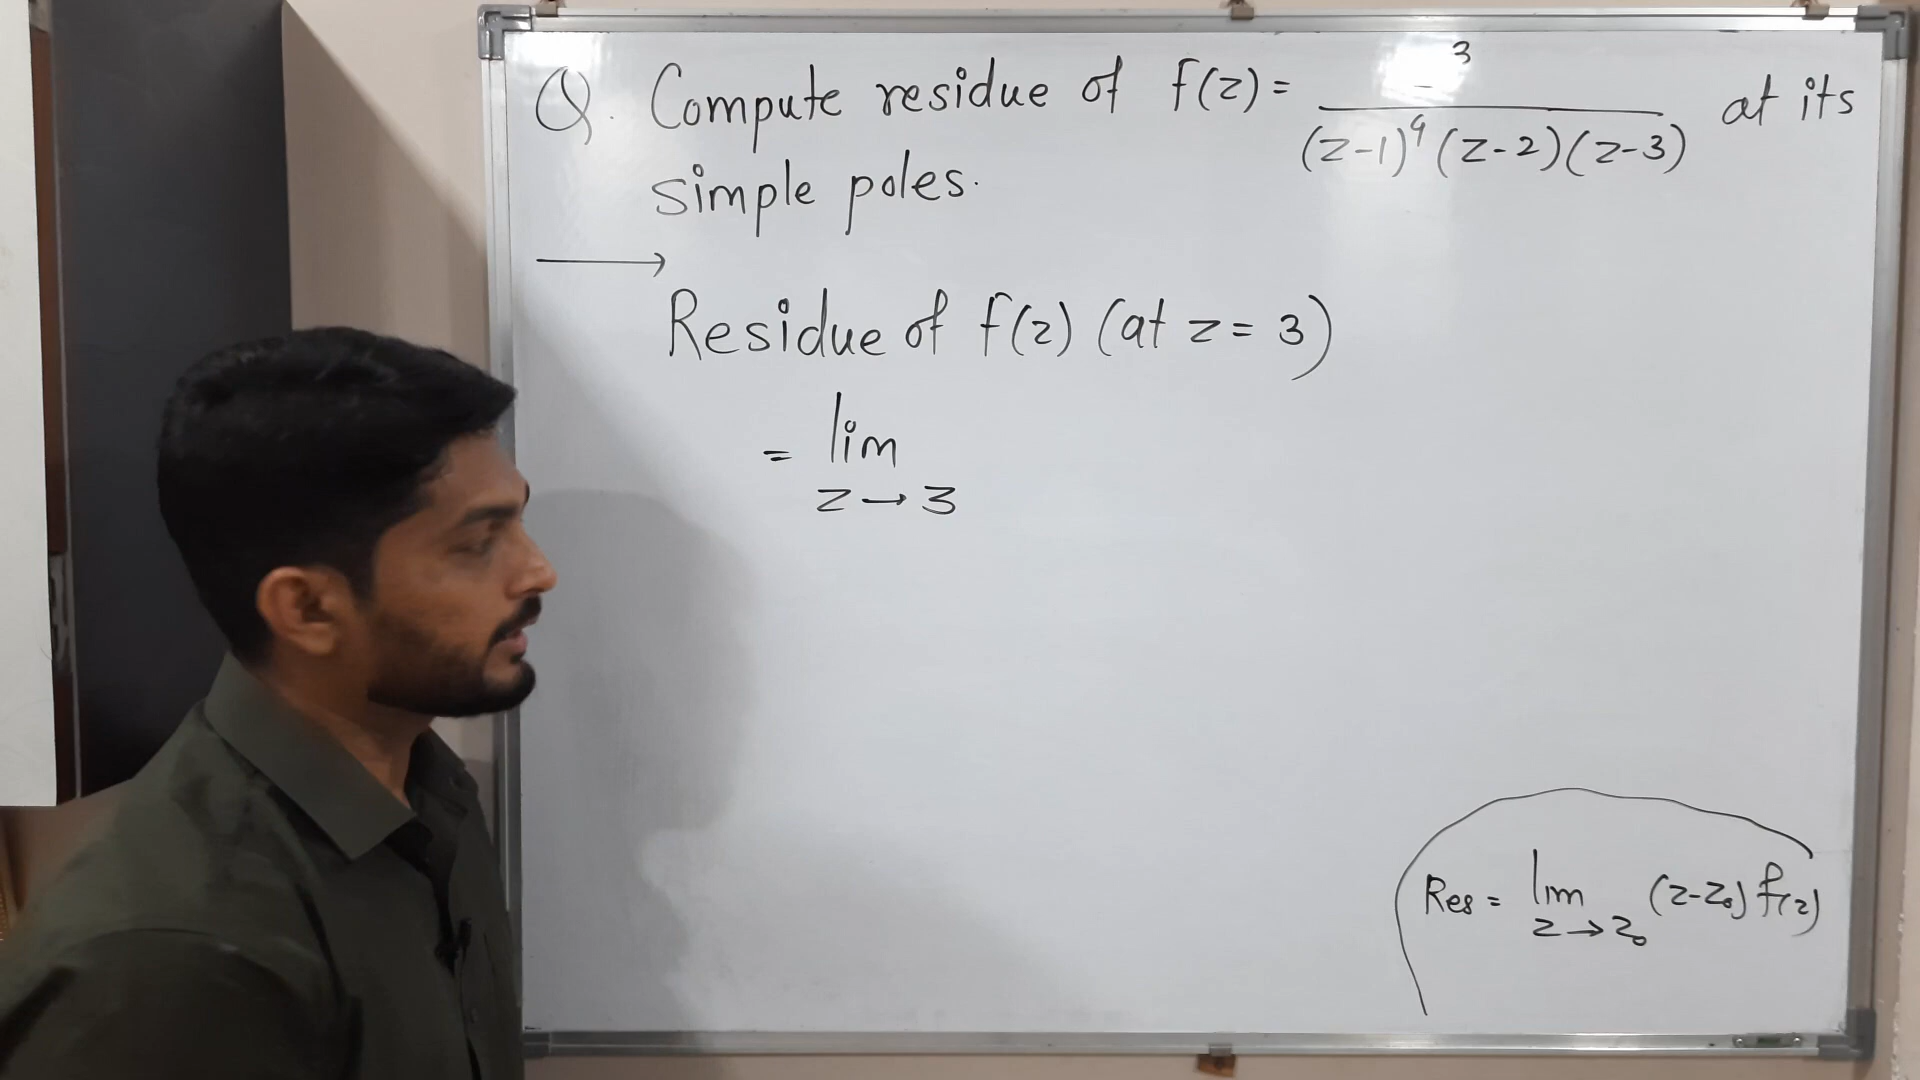 Q. Compute residue of f(z) = 3/((z-1)⁴(z-2)(z-3)) at its
simple poles.
→
Residue of f(z) (at z = 3)
= lim
z → 3
Res = lim (z-z₀) f(z)
z → z₀